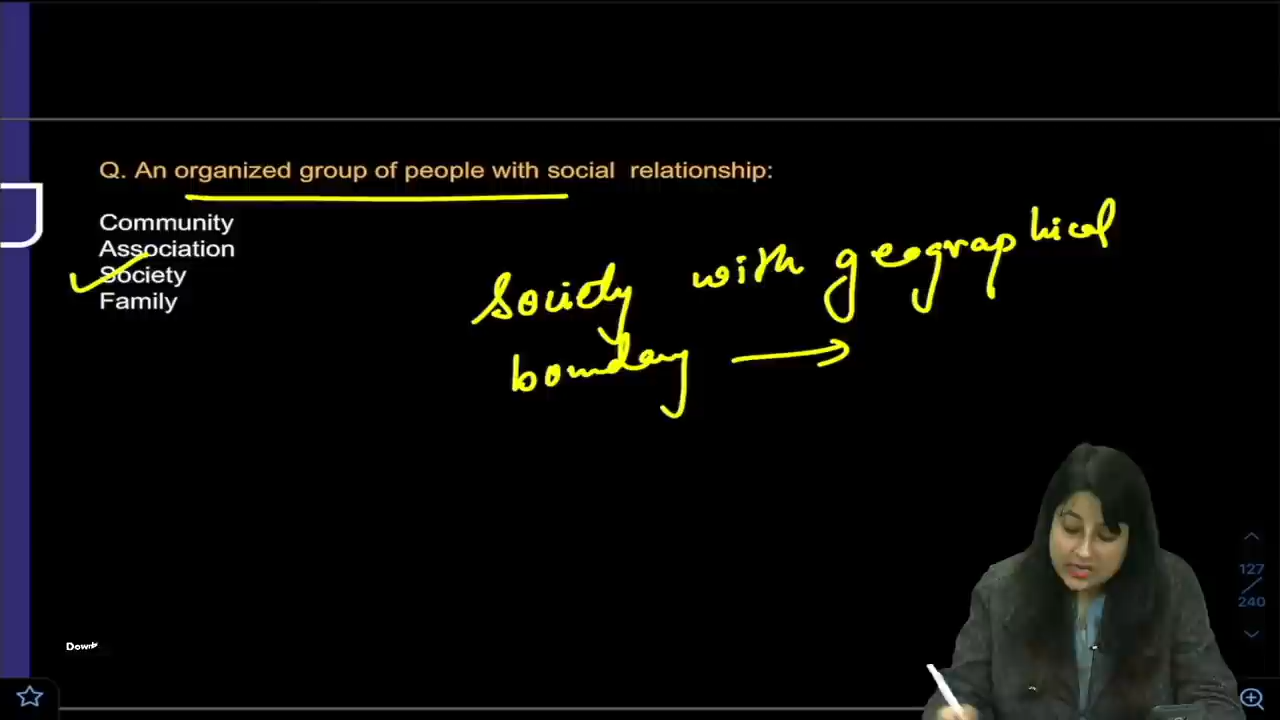 Q. An organized group of people with social relationship:
Community
Association
Society
Family
Society with geographical
boundary →
127
240